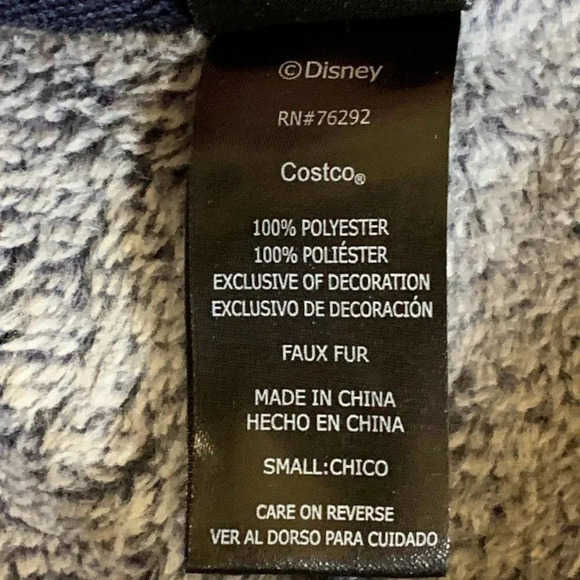 ©Disney
RN#76292
Costco®
100% POLYESTER
100% POLIÉSTER
EXCLUSIVE OF DECORATION
EXCLUSIVO DE DECORACIÓN
FAUX FUR
MADE IN CHINA
HECHO EN CHINA
SMALL:CHICO
CARE ON REVERSE
VER AL DORSO PARA CUIDADO